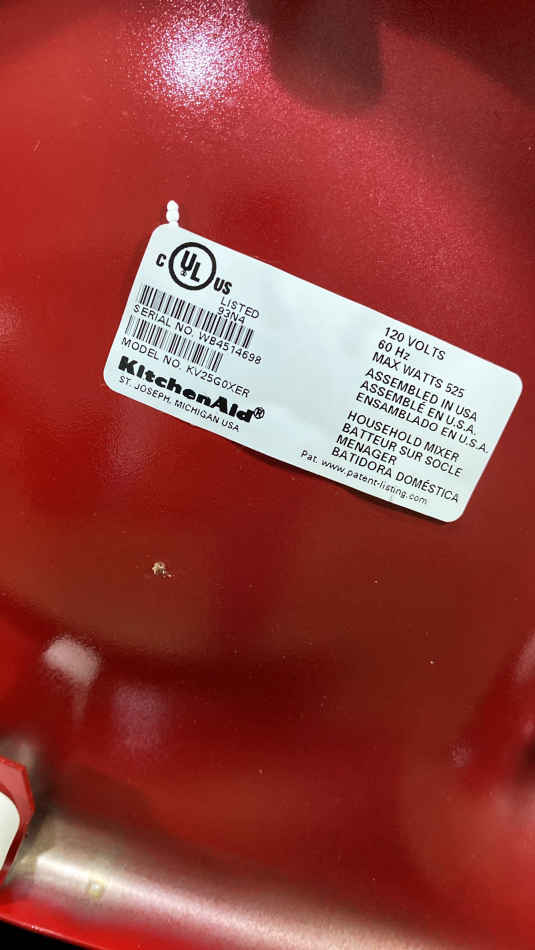 C UL US
LISTED
93N4
SERIAL NO. WB4514698
MODEL NO. KV25G0XER
KitchenAid®
ST. JOSEPH, MICHIGAN USA
120 VOLTS
60 Hz
MAX WATTS 525
ASSEMBLED IN USA
ASSEMBLÉ EN U.S.A.
ENSAMBLADO EN U.S.A.
HOUSEHOLD MIXER
BATTEUR SUR SOCLE
MENAGER
BATIDORA DOMÉSTICA
Pat. www.patent-listing.com